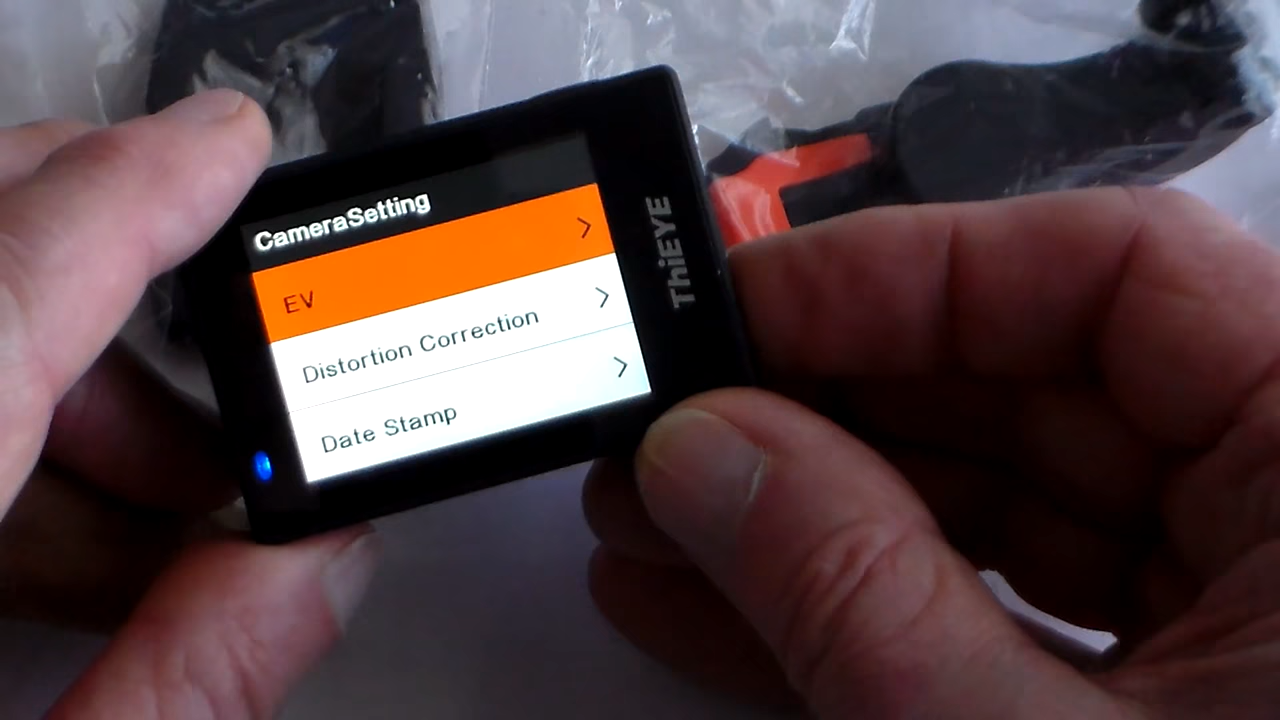 CameraSetting
EV
Distortion Correction
Date Stamp
ThiEYE